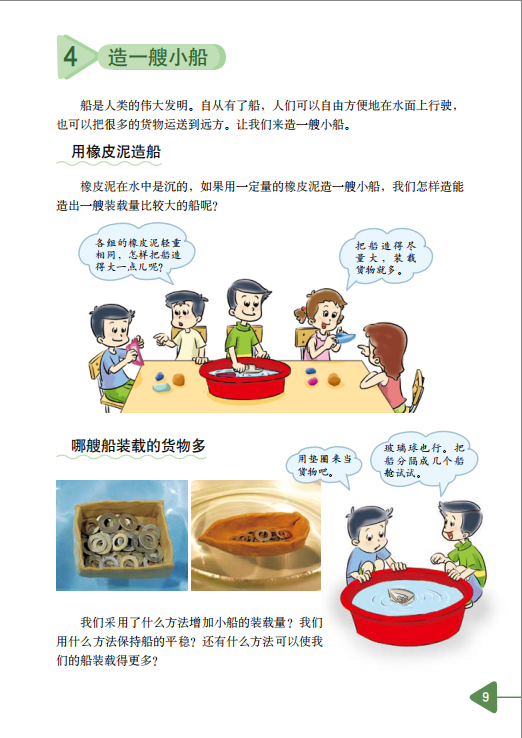 4 造一艘小船
船是人类的伟大发明。自从有了船，人们可以自由方便地在水面上行驶，
也可以把很多的货物运送到远方。让我们来造一艘小船。
用橡皮泥造船
橡皮泥在水中是沉的，如果用一定量的橡皮泥造一艘小船，我们怎样造能
造出一艘装载量比较大的船呢？
各组的橡皮泥轻重
相同，怎样把船造
得大一点儿呢？
把船造得尽
量大，装载
货物就多。
哪艘船装载的货物多
用垫圈来当
货物吧。
玻璃球也行。把
船分隔成几个船
舱试试。
我们采用了什么方法增加小船的装载量？我们
用什么方法保持船的平稳？还有什么方法可以使我
们的船装载得更多？
9